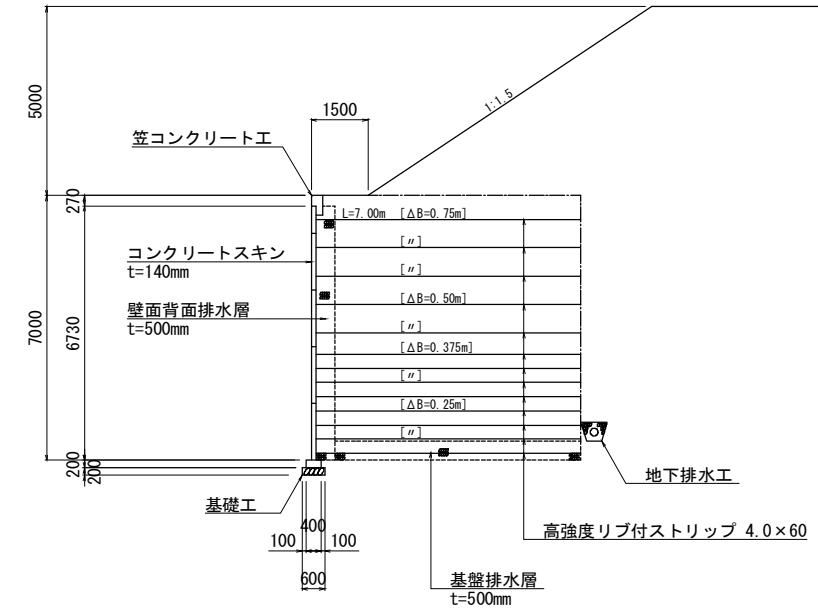 5000
1:1.5
1500
笠コンクリート工
270
L=7.00m [ΔB=0.75m]
[〃]
コンクリートスキン
t=140mm
[〃]
壁面背面排水層
t=500mm
[ΔB=0.50m]
7000
6730
[〃]
[ΔB=0.375m]
[〃]
[ΔB=0.25m]
[〃]
200
200
地下排水工
基礎工
400
高強度リブ付ストリップ 4.0×60
100
100
600
基盤排水層
t=500mm